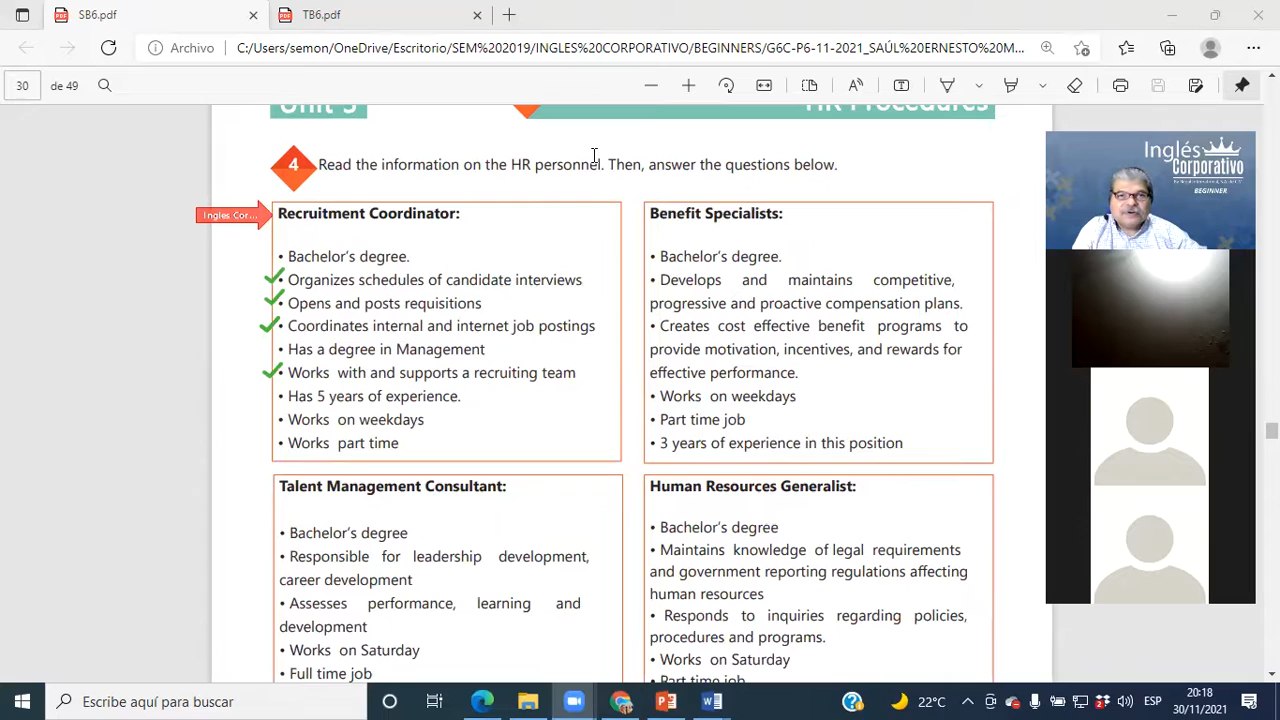 SB6.pdf
TB6.pdf
Archivo
C:/Users/semon/OneDrive/Escritorio/SEM%202019/INGLES%20CORPORATIVO/BEGINNERS/G6C-P6-11-2021_SAÚL%20ERNESTO%20M...
30
de 49
Unit 5
HR Procedures
4
Read the information on the HR personnel. Then, answer the questions below.
Ingles Cor...
Recruitment Coordinator:
• Bachelor's degree.
• Organizes schedules of candidate interviews
• Opens and posts requisitions
• Coordinates internal and internet job postings
• Has a degree in Management
• Works with and supports a recruiting team
• Has 5 years of experience.
• Works on weekdays
• Works part time
Benefit Specialists:
• Bachelor's degree.
• Develops and maintains competitive,
progressive and proactive compensation plans.
• Creates cost effective benefit programs to
provide motivation, incentives, and rewards for
effective performance.
• Works on weekdays
• Part time job
• 3 years of experience in this position
Talent Management Consultant:
• Bachelor's degree
• Responsible for leadership development,
career development
• Assesses performance, learning and
development
• Works on Saturday
• Full time job
Human Resources Generalist:
• Bachelor's degree
• Maintains knowledge of legal requirements
and government reporting regulations affecting
human resources
• Responds to inquiries regarding policies,
procedures and programs.
• Works on Saturday
• Part time job
Inglés
Corporativo
BEGINNER
Escribe aquí para buscar
22°C
ESP
20:18
30/11/2021